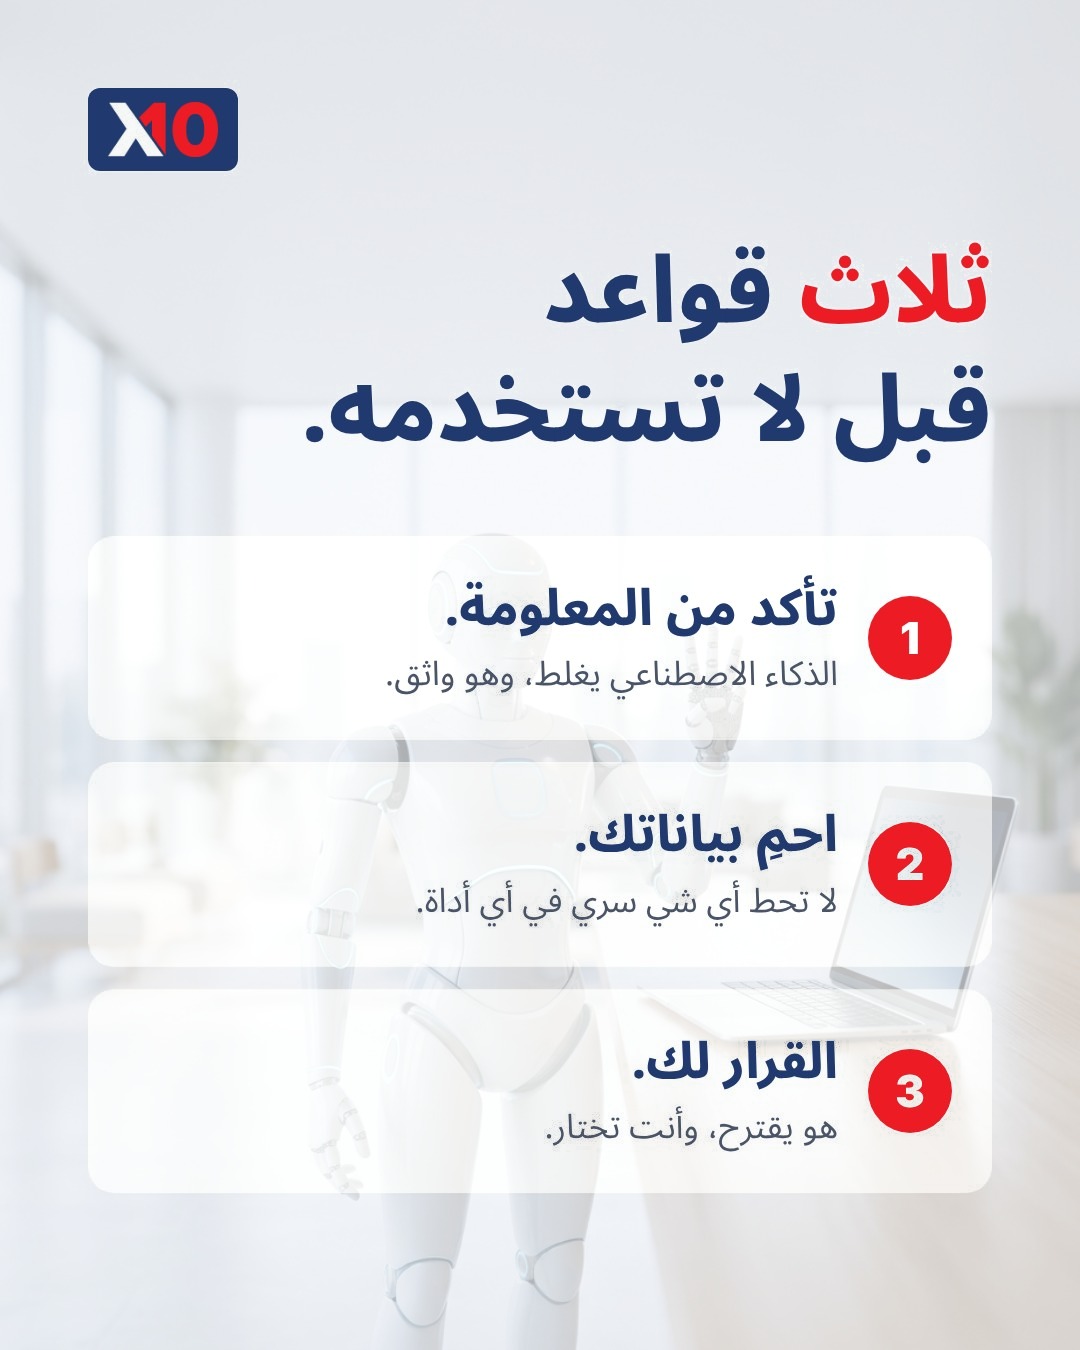 X10
ثلاث قواعد
قبل لا تستخدمه.
1
تأكد من المعلومة.
الذكاء الاصطناعي يغلط، وهو واثق.
2
احمِ بياناتك.
لا تحط أي شي سري في أي أداة.
3
القرار لك.
هو يقترح، وأنت تختار.